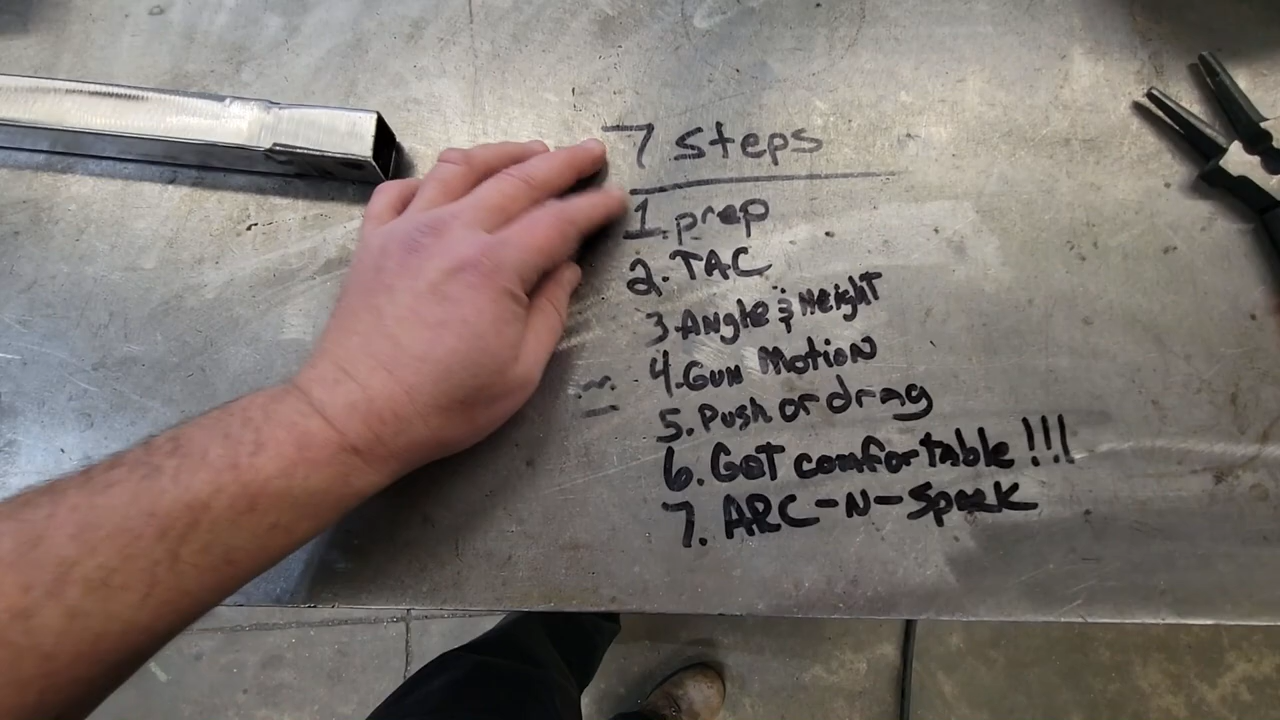 7 steps
1. prep
2. TAC
3 Angle & Height
4. Gun Motion
5. Push or drag
6. Get comfortable!!!
7. ARC-N-Spark